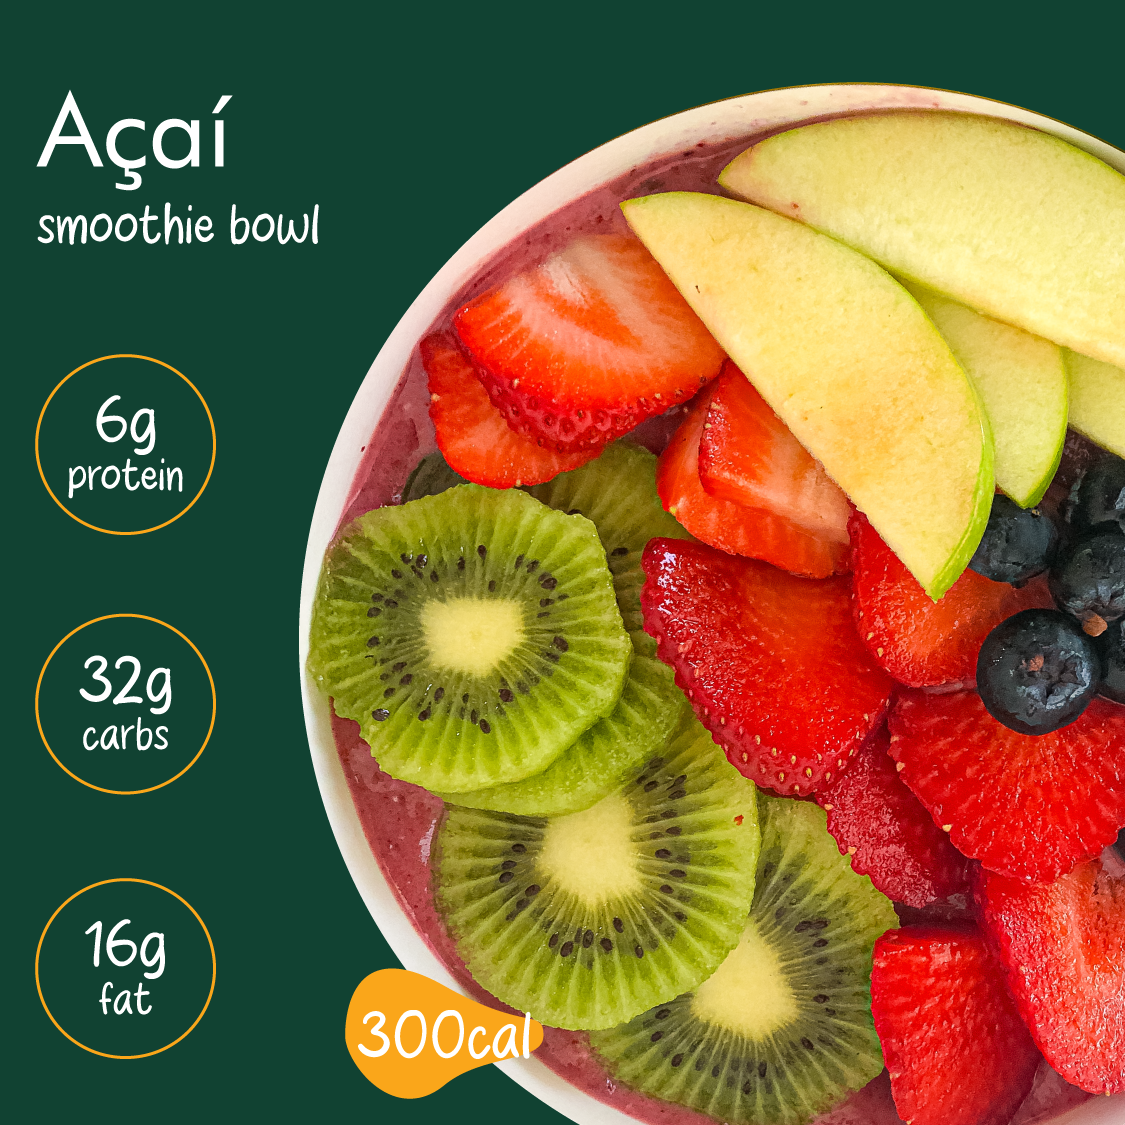 Açaí
smoothie bowl
6g
protein
32g
carbs
16g
fat
300cal